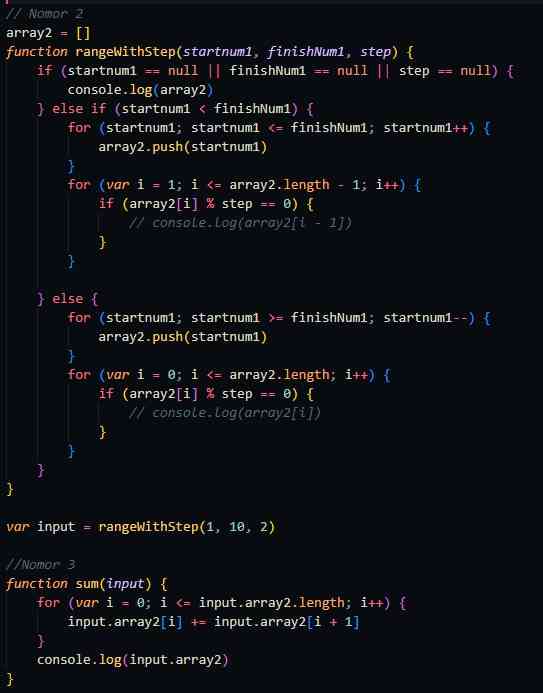 // Nomor 2
array2 = []
function rangeWithStep(startnum1, finishNum1, step) {
    if (startnum1 == null || finishNum1 == null || step == null) {
        console.log(array2)
    } else if (startnum1 < finishNum1) {
        for (startnum1; startnum1 <= finishNum1; startnum1++) {
            array2.push(startnum1)
        }
        for (var i = 1; i <= array2.length - 1; i++) {
            if (array2[i] % step == 0) {
                // console.log(array2[i - 1])
            }
        }

    } else {
        for (startnum1; startnum1 >= finishNum1; startnum1--) {
            array2.push(startnum1)
        }
        for (var i = 0; i <= array2.length; i++) {
            if (array2[i] % step == 0) {
                // console.log(array2[i])
            }
        }
    }
}

var input = rangeWithStep(1, 10, 2)

//Nomor 3
function sum(input) {
    for (var i = 0; i <= input.array2.length; i++) {
        input.array2[i] += input.array2[i + 1]
    }
    console.log(input.array2)
}